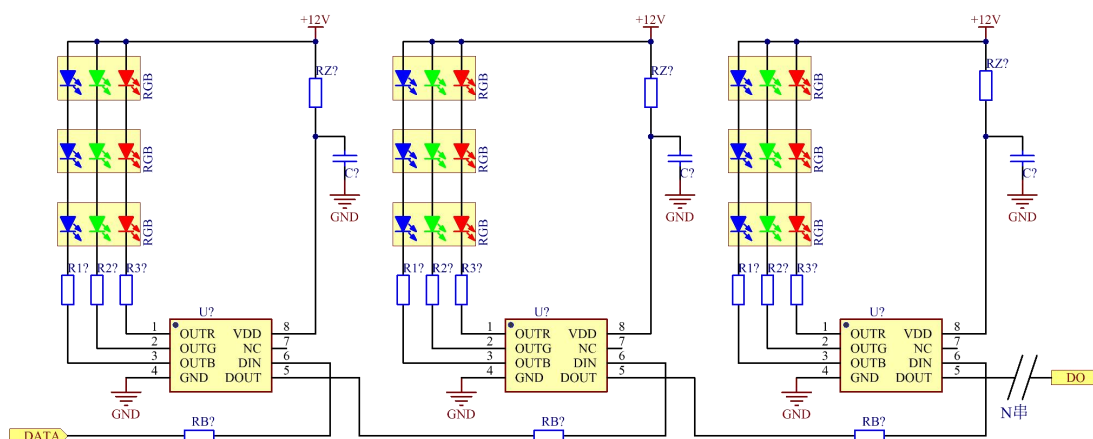 +12V +12V +12V
RZ? RZ? RZ?
RGB RGB RGB
RGB RGB RGB
C? C? C?
GND GND GND
RGB RGB RGB
R1? R2? R3? R1? R2? R3? R1? R2? R3?
U? U? U?
1 OUTR VDD 8 1 OUTR VDD 8 1 OUTR VDD 8
2 OUTG NC 7 2 OUTG NC 7 2 OUTG NC 7
3 OUTB DIN 6 3 OUTB DIN 6 3 OUTB DIN 6
4 GND DOUT 5 4 GND DOUT 5 4 GND DOUT 5 DO
GND GND GND N串
RB? RB? RB?
DATA